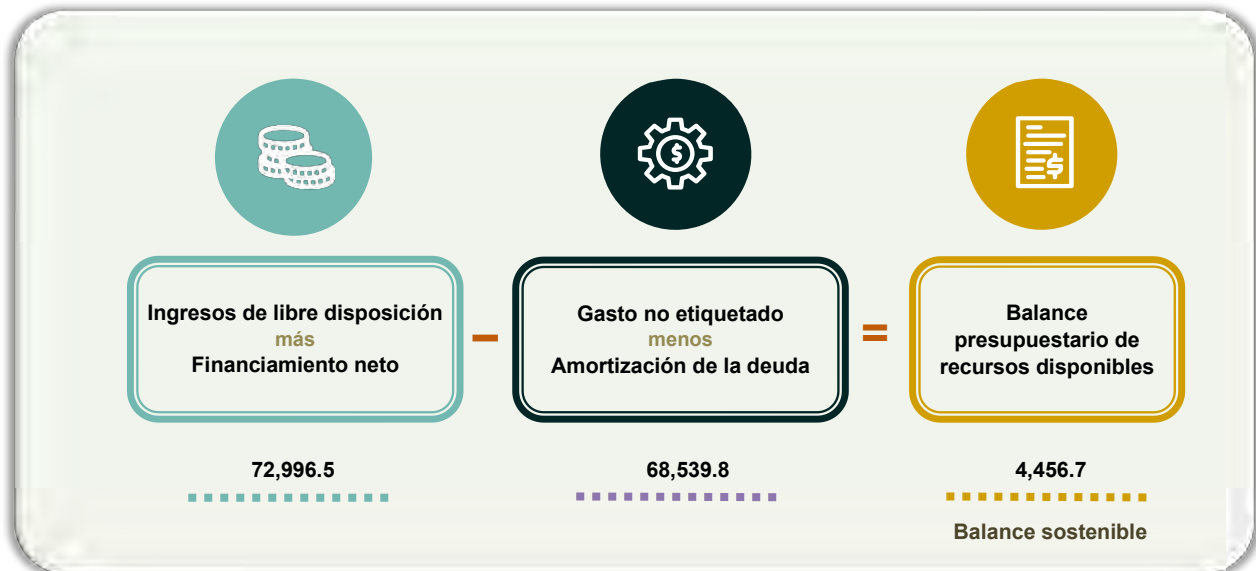 Ingresos de libre disposición
más
Financiamiento neto
−
Gasto no etiquetado
menos
Amortización de la deuda
=
Balance
presupuestario de
recursos disponibles
72,996.5
68,539.8
4,456.7
Balance sostenible